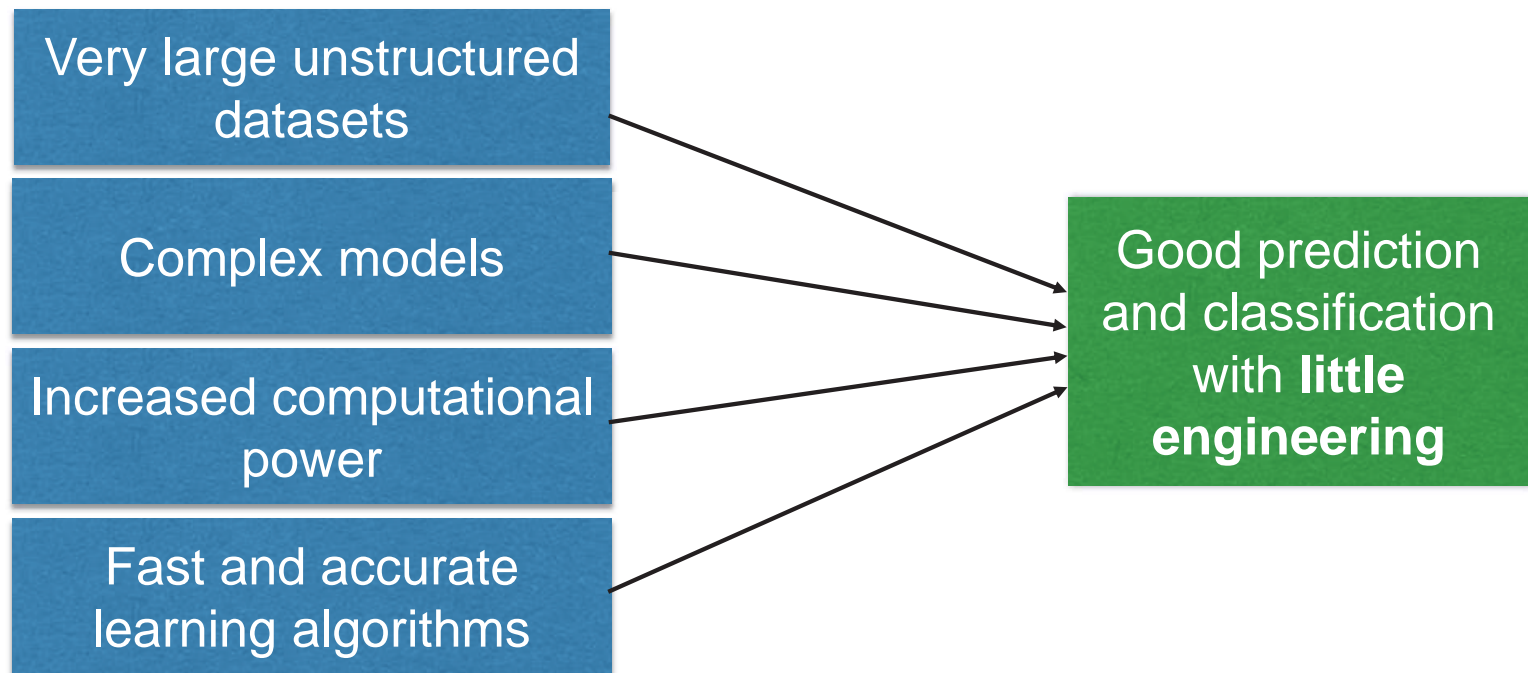 Very large unstructured
datasets
Complex models
Increased computational
power
Fast and accurate
learning algorithms
Good prediction
and classification
with little
engineering